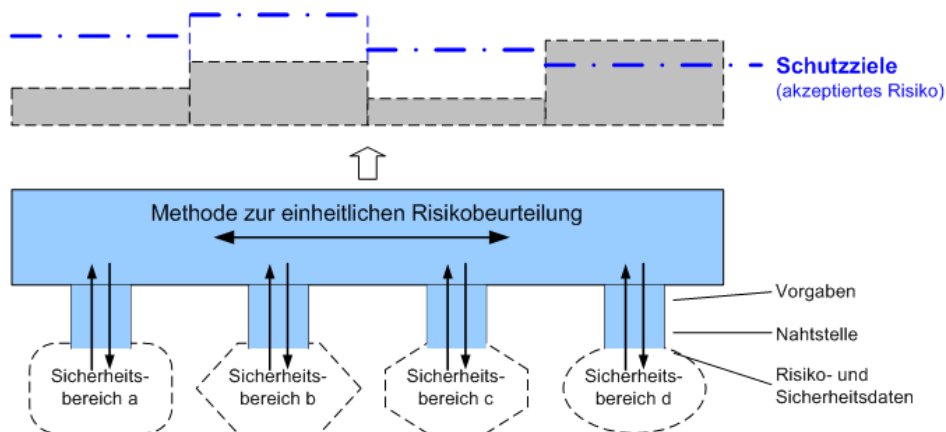 Schutzziele
(akzeptiertes Risiko)
Methode zur einheitlichen Risikobeurteilung
Vorgaben
Nahtstelle
Risiko- und
Sicherheitsdaten
Sicherheits-
bereich a
Sicherheits-
bereich b
Sicherheits-
bereich c
Sicherheits-
bereich d